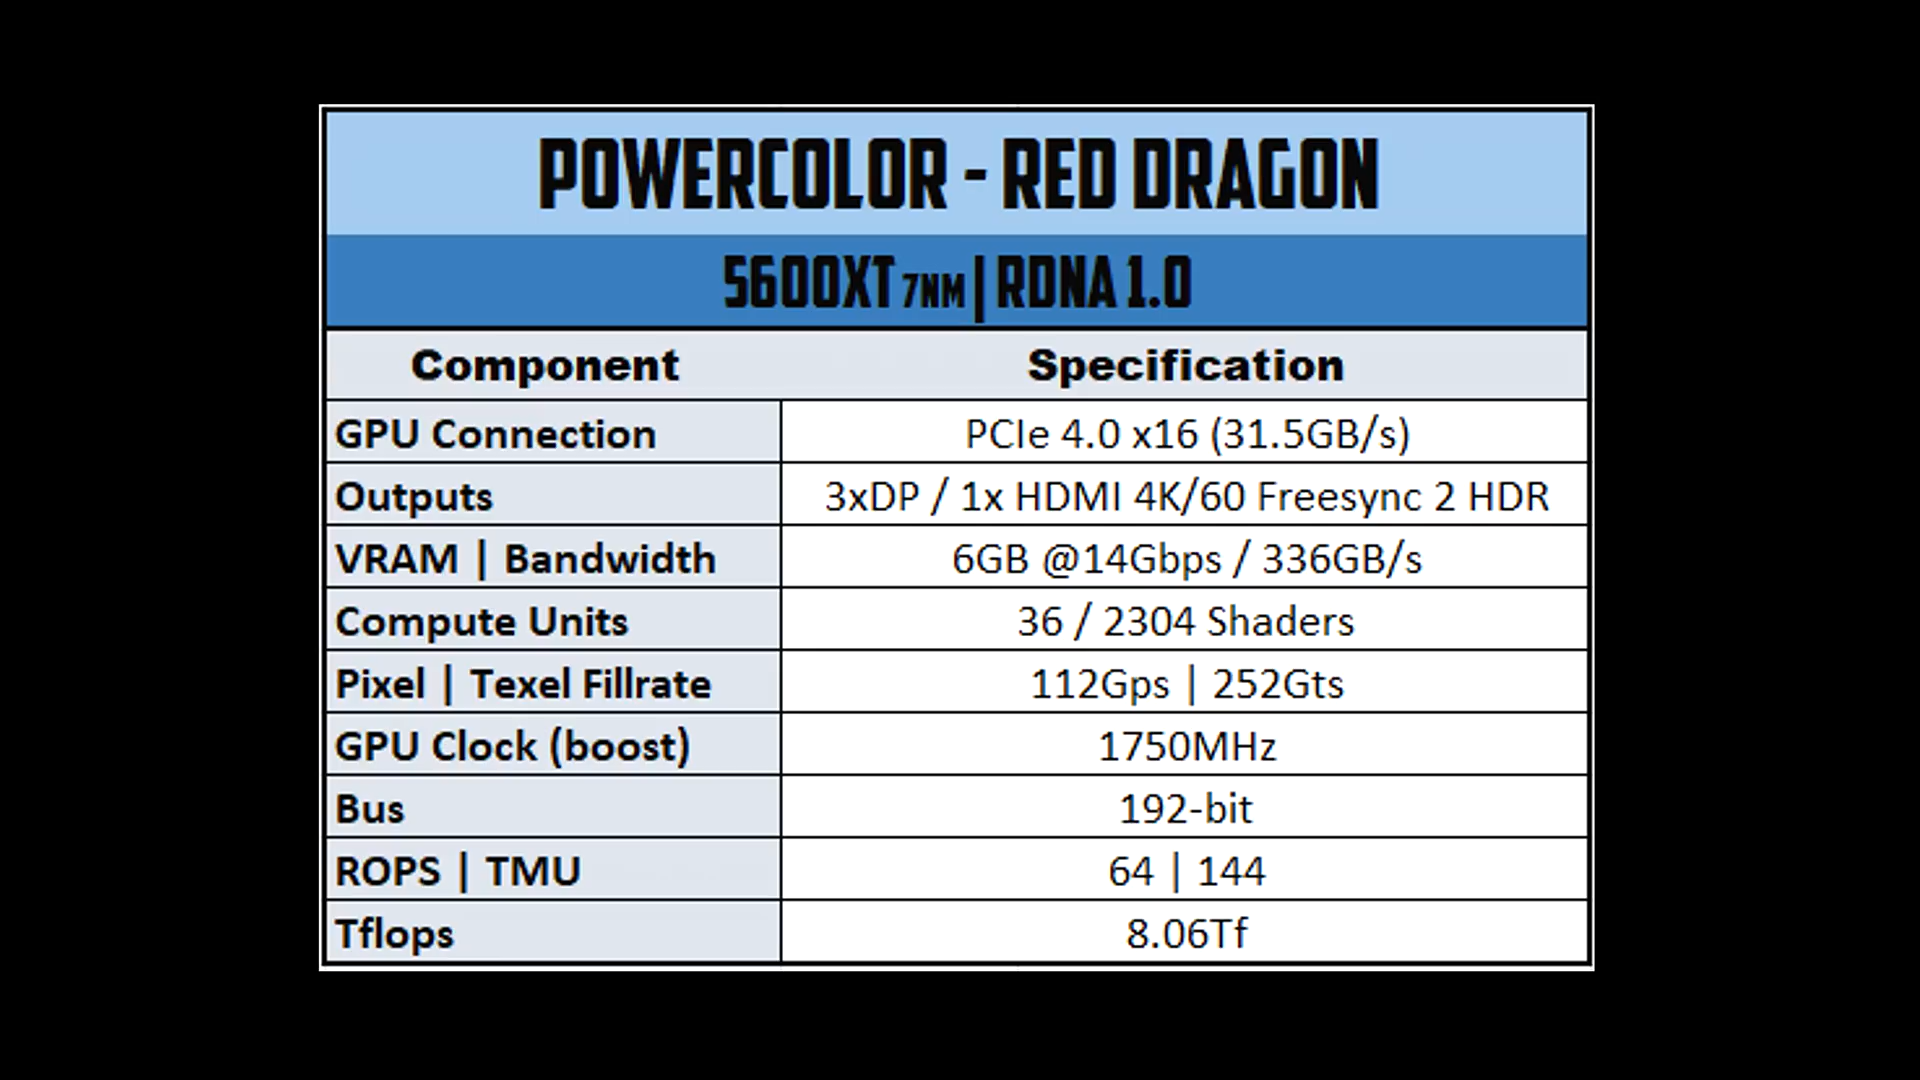 POWERCOLOR - RED DRAGON
5600XT 7NM | RDNA 1.0
Component Specification
GPU Connection PCIe 4.0 x16 (31.5GB/s)
Outputs 3xDP / 1x HDMI 4K/60 Freesync 2 HDR
VRAM | Bandwidth 6GB @14Gbps / 336GB/s
Compute Units 36 / 2304 Shaders
Pixel | Texel Fillrate 112Gps | 252Gts
GPU Clock (boost) 1750MHz
Bus 192-bit
ROPS | TMU 64 | 144
Tflops 8.06Tf